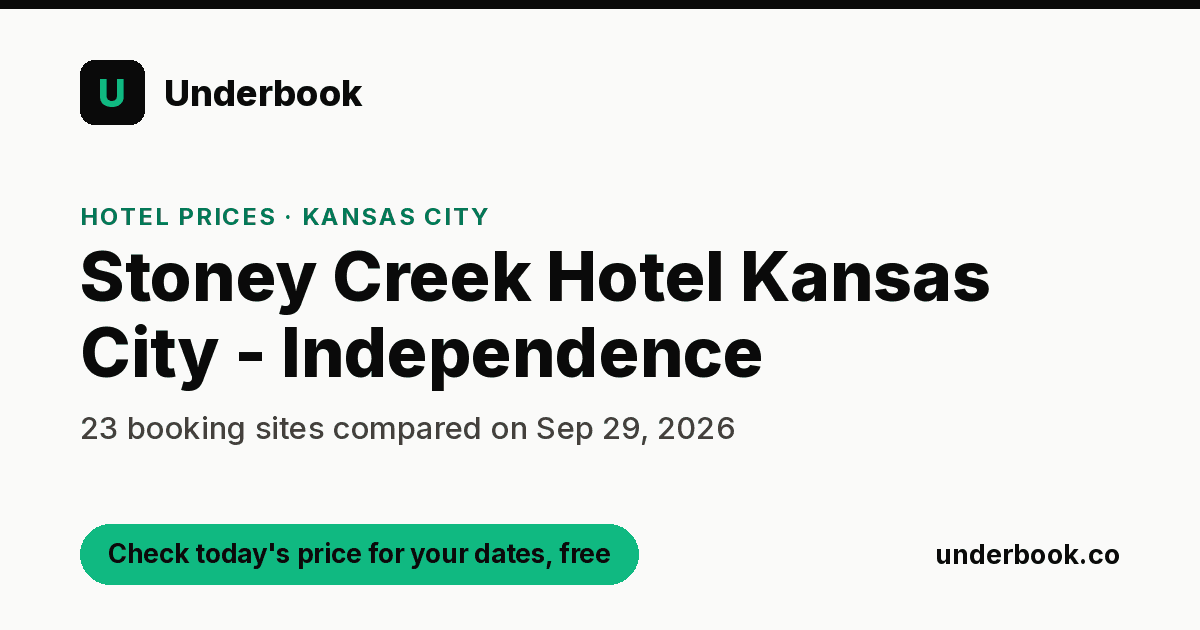 U
Underbook
HOTEL PRICES · KANSAS CITY
Stoney Creek Hotel Kansas
City - Independence
23 booking sites compared on Sep 29, 2026
Check today's price for your dates, free
underbook.co